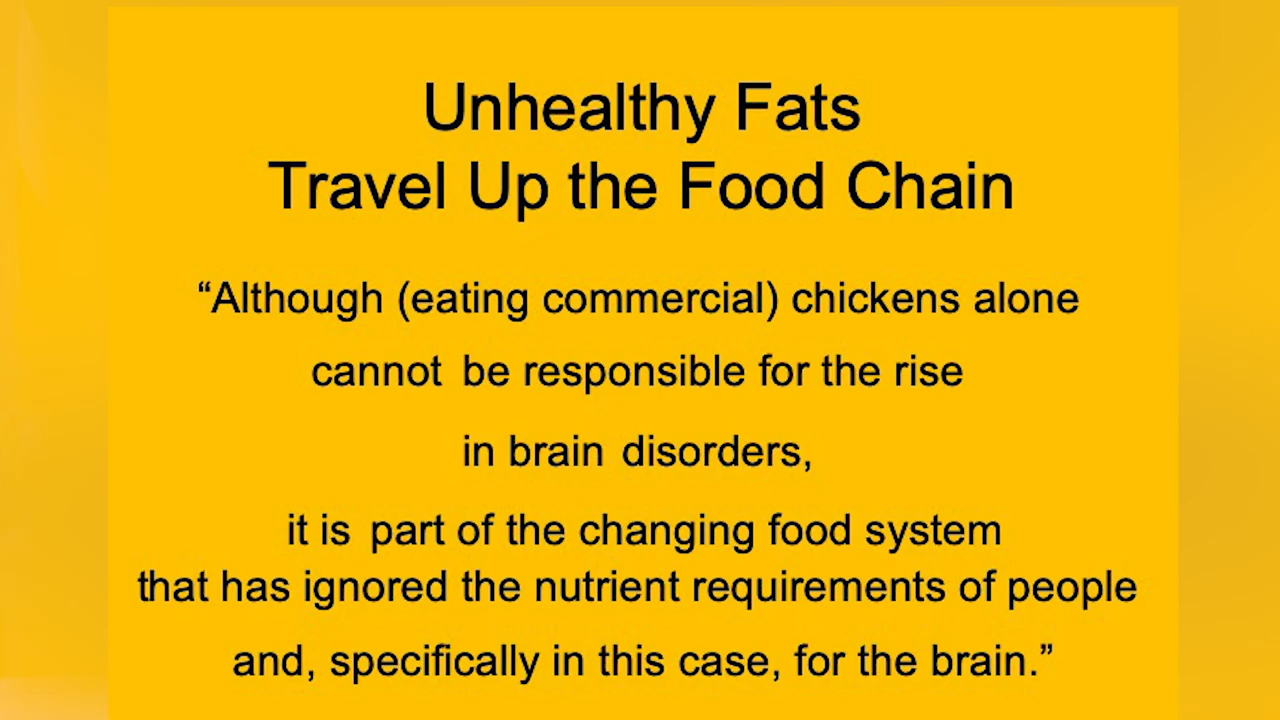 Unhealthy Fats
Travel Up the Food Chain
“Although (eating commercial) chickens alone
cannot be responsible for the rise
in brain disorders,
it is part of the changing food system
that has ignored the nutrient requirements of people
and, specifically in this case, for the brain.”